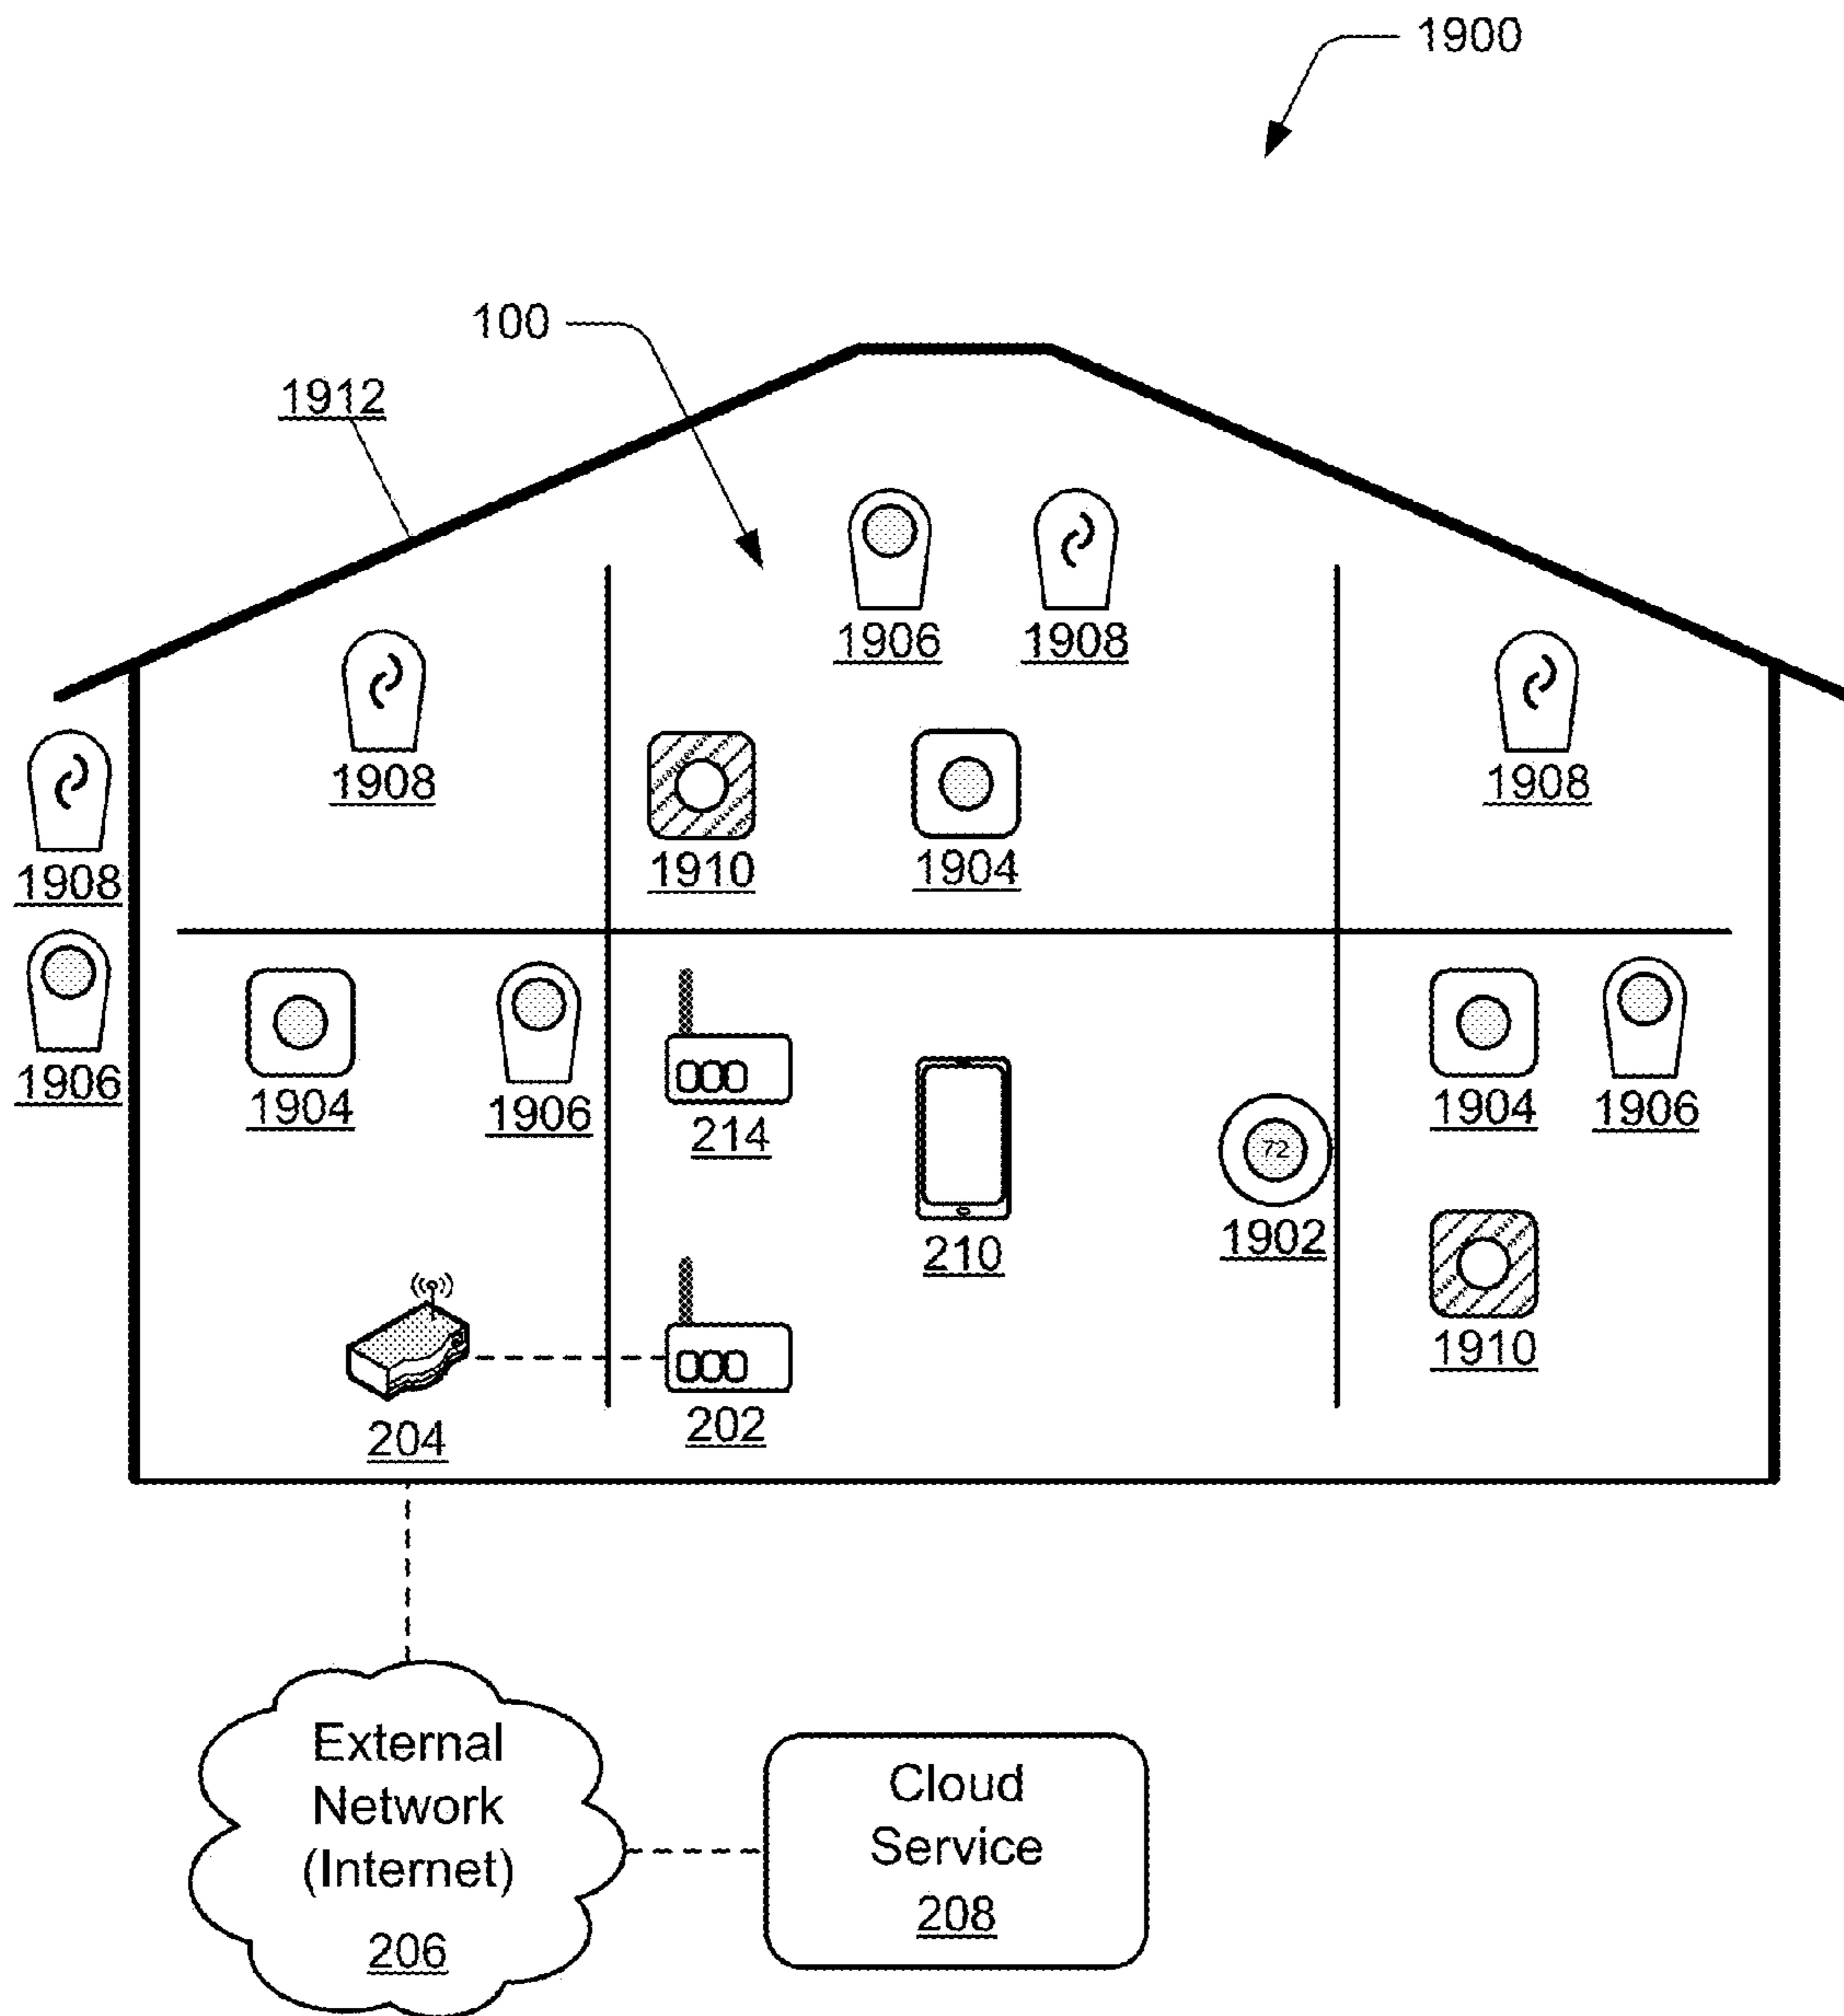 1900
100
1912
1906 1908
1908 1908
1910 1904
1908
1906
1904 1906 214 1904 1906
72
210 1902
1910
204 202
External
Network
(Internet)
206
Cloud
Service
208